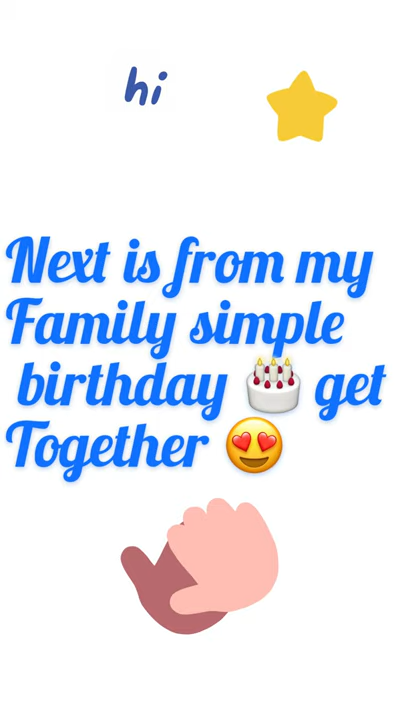 hi
Next is from my
Family simple
birthday 🎂 get
Together 😍